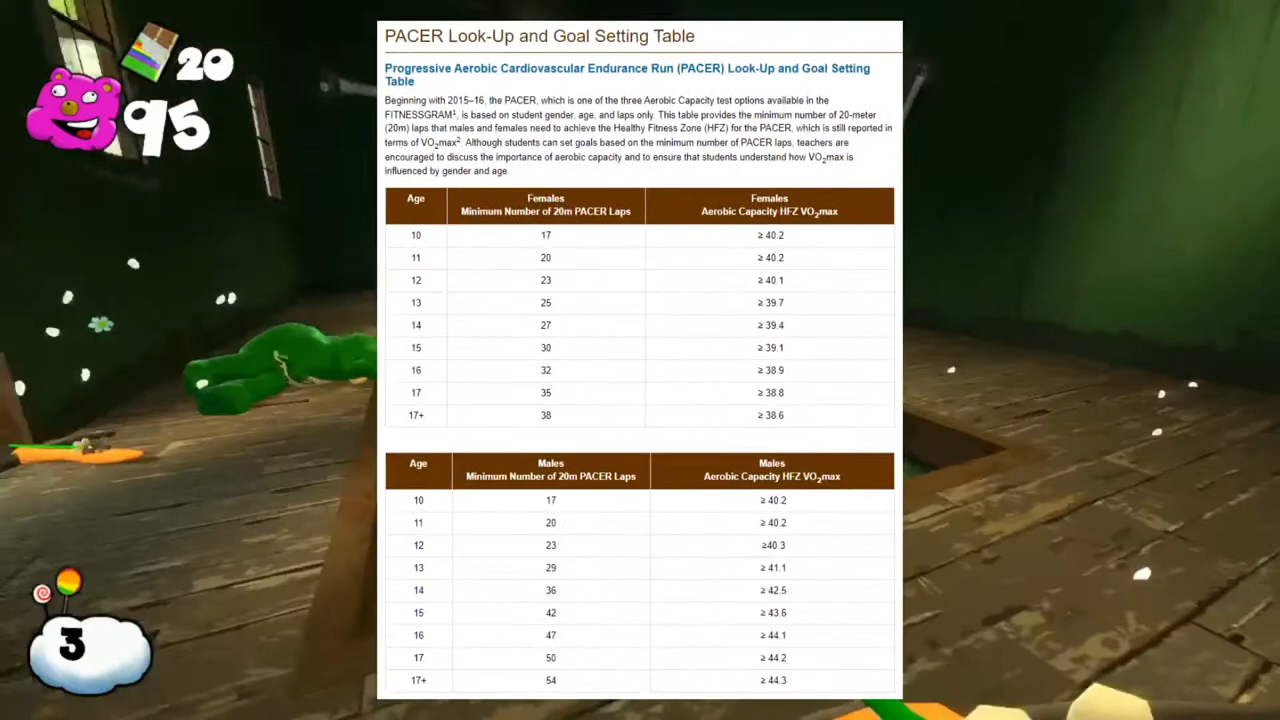 20
95
3
PACER Look-Up and Goal Setting Table
Progressive Aerobic Cardiovascular Endurance Run (PACER) Look-Up and Goal Setting
Table
Beginning with 2015–16, the PACER, which is one of the three Aerobic Capacity test options available in the
FITNESSGRAM¹, is based on student gender, age, and laps only. This table provides the minimum number of 20-meter
(20m) laps that males and females need to achieve the Healthy Fitness Zone (HFZ) for the PACER, which is still reported in
terms of VO₂max². Although students can set goals based on the minimum number of PACER laps, teachers are
encouraged to discuss the importance of aerobic capacity and to ensure that students understand how VO₂max is
influenced by gender and age.
Age Females Females
Minimum Number of 20m PACER Laps Aerobic Capacity HFZ VO₂max
10 17 ≥ 40.2
11 20 ≥ 40.2
12 23 ≥ 40.1
13 25 ≥ 39.7
14 27 ≥ 39.4
15 30 ≥ 39.1
16 32 ≥ 38.9
17 35 ≥ 38.8
17+ 38 ≥ 38.6
Age Males Males
Minimum Number of 20m PACER Laps Aerobic Capacity HFZ VO₂max
10 17 ≥ 40.2
11 20 ≥ 40.2
12 23 ≥40.3
13 29 ≥ 41.1
14 36 ≥ 42.5
15 42 ≥ 43.6
16 47 ≥ 44.1
17 50 ≥ 44.2
17+ 54 ≥ 44.3